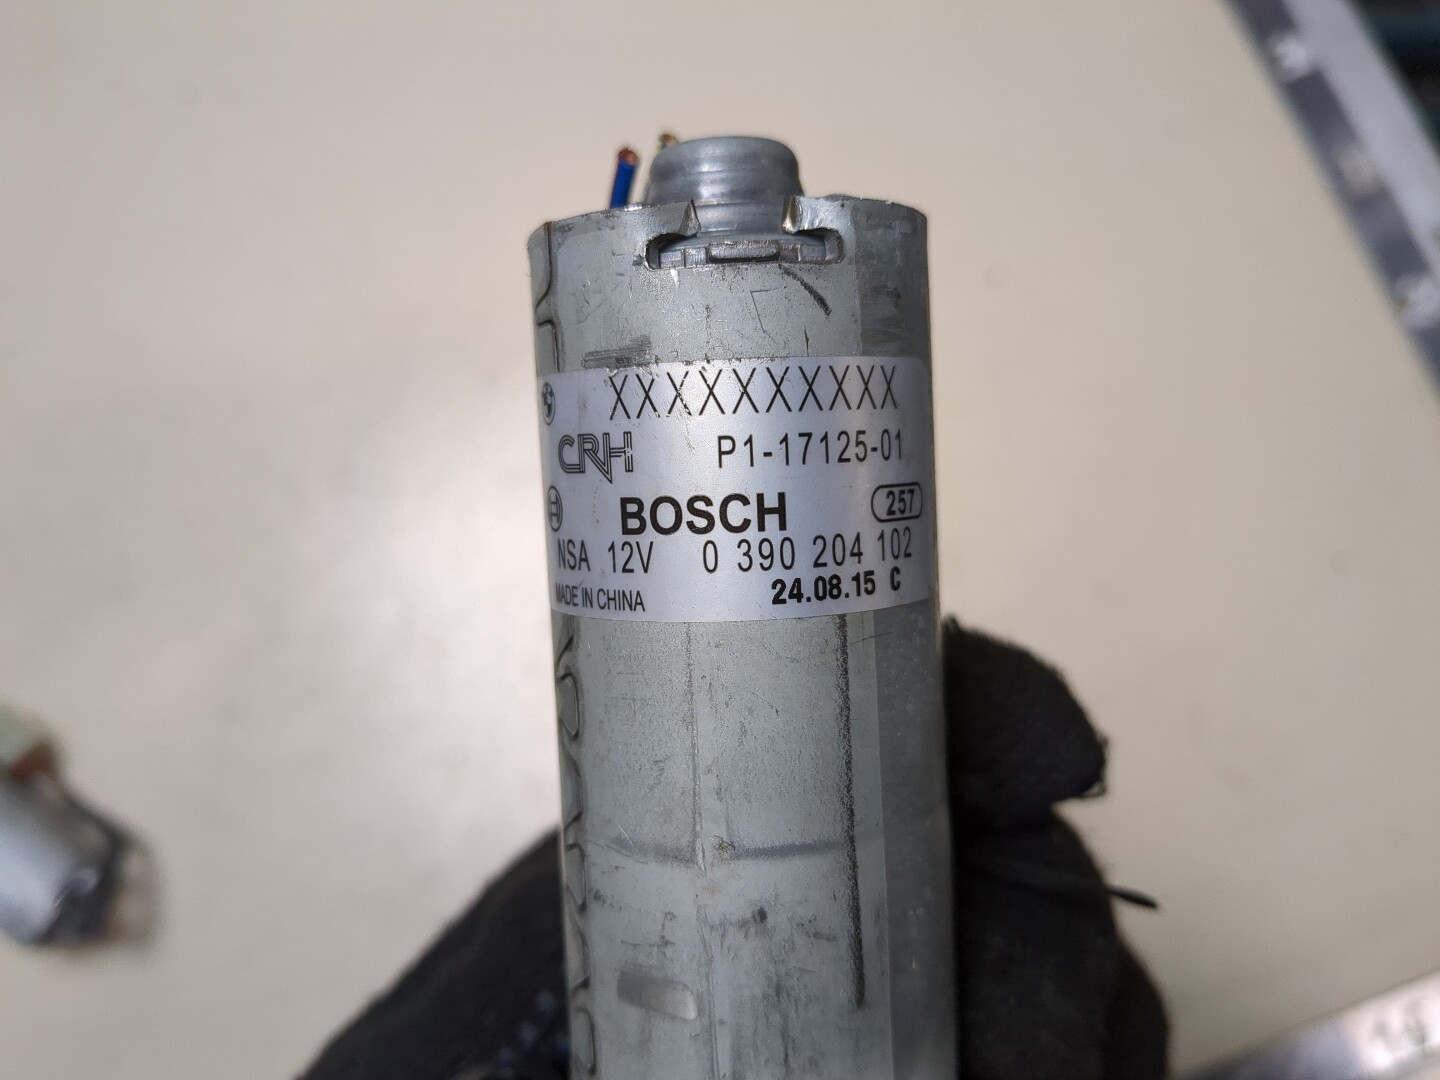 XXXXXXXXXX
CRH P1-17125-01
BOSCH 257
NSA 12V 0 390 204 102
MADE IN CHINA 24.08.15 C